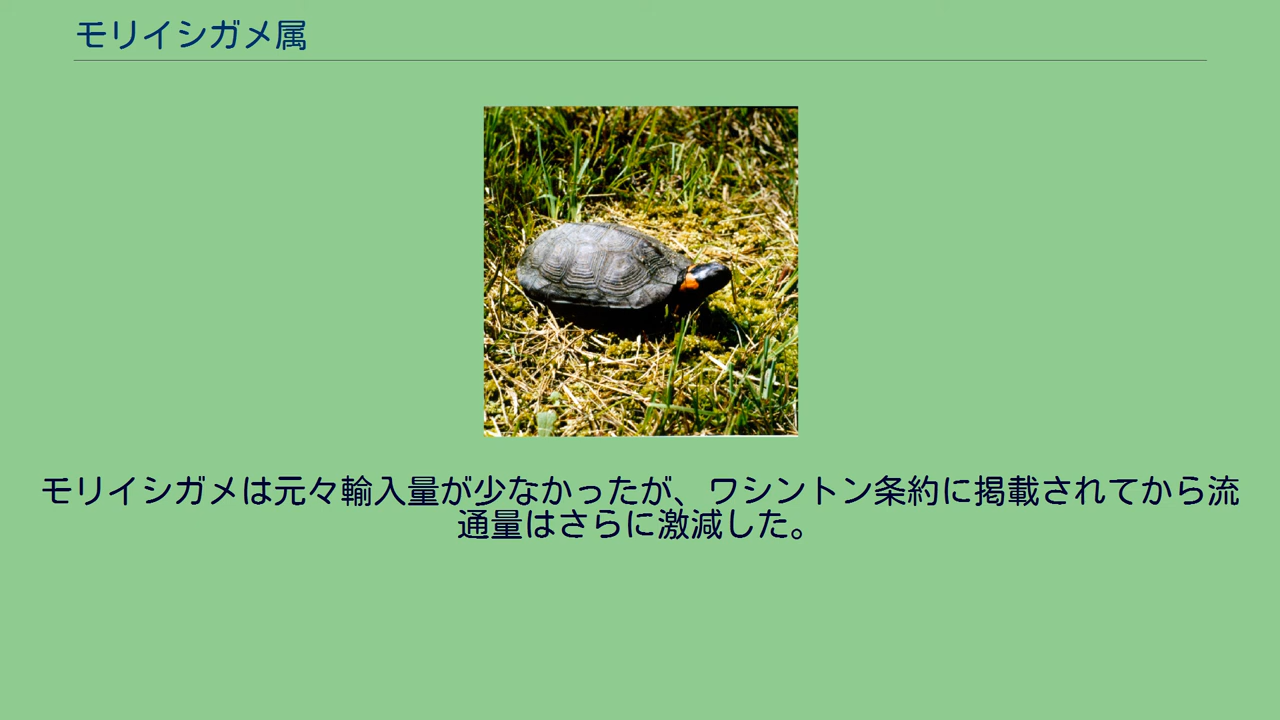 モリイシガメ属
モリイシガメは元々輸入量が少なかったが、ワシントン条約に掲載されてから流
通量はさらに激減した。